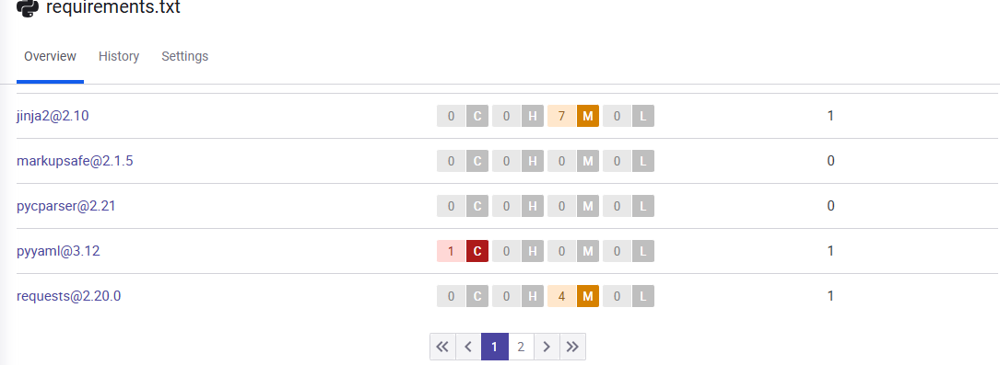 requirements.txt
Overview History Settings
jinja2@2.10 0 C 0 H 7 M 0 L 1
markupsafe@2.1.5 0 C 0 H 0 M 0 L 0
pycparser@2.21 0 C 0 H 0 M 0 L 0
pyyaml@3.12 1 C 0 H 0 M 0 L 1
requests@2.20.0 0 C 0 H 4 M 0 L 1
1 2